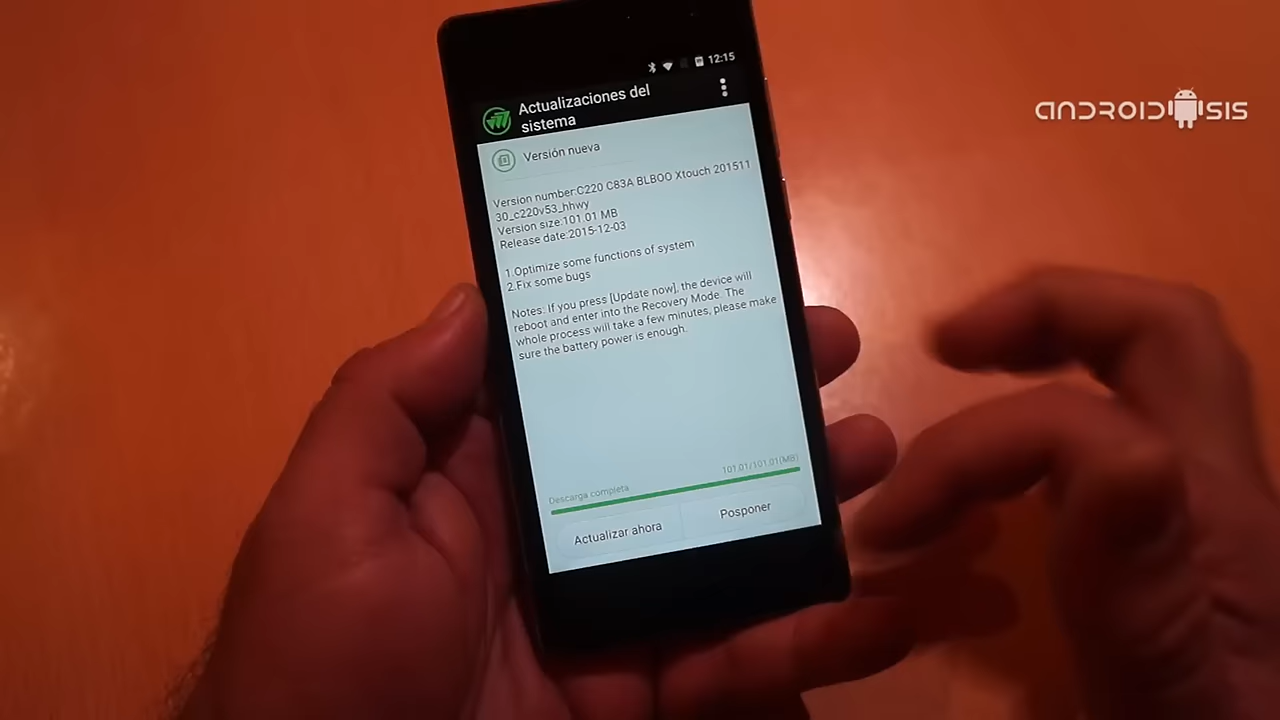 12:15
Actualizaciones del
sistema
ANDROIDSIS
Versión nueva
Version number:C220 C83A BLBOO Xtouch 201511
30_c220v53_hhwy
Version size:101.01 MB
Release date:2015-12-03
1.Optimize some functions of system
2.Fix some bugs
Notes: If you press [Update now], the device will
reboot and enter into the Recovery Mode. The
whole process will take a few minutes, please make
sure the battery power is enough.
Descarga completa 101.01/101.01(MB)
Actualizar ahora Posponer